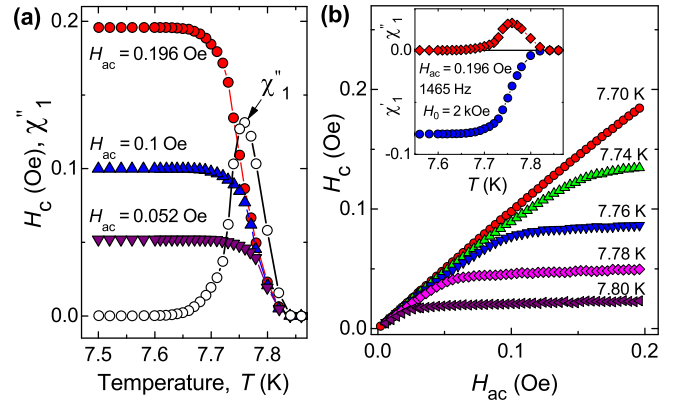 (a)
H_c (Oe), χ''_1
0.2
0.1
0.0
H_ac = 0.196 Oe
χ''_1
H_ac = 0.1 Oe
H_ac = 0.052 Oe
7.5 7.6 7.7 7.8
Temperature, T (K)
(b)
H_c (Oe)
0.2
0.1
0.0
χ''_1
0.0
χ'_1
-0.1
H_ac = 0.196 Oe
1465 Hz
H_0 = 2 kOe
7.6 7.7 7.8
T (K)
7.70 K
7.74 K
7.76 K
7.78 K
7.80 K
0.0 0.1 0.2
H_ac (Oe)